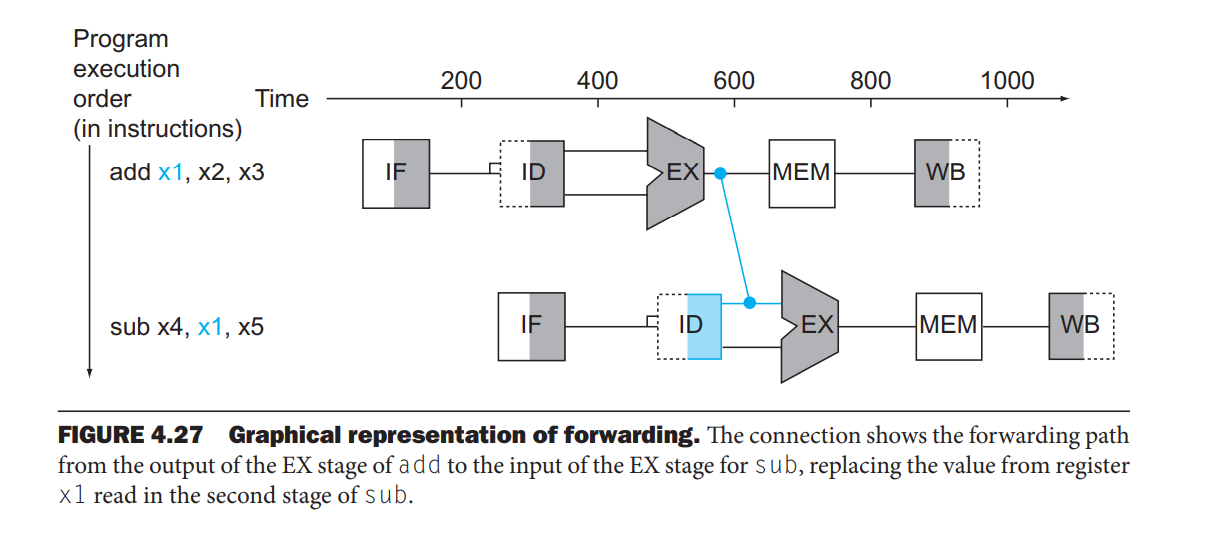 Program
execution
order
(in instructions)
Time
200 400 600 800 1000
add x1, x2, x3
IF ID EX MEM WB
sub x4, x1, x5
IF ID EX MEM WB
FIGURE 4.27 Graphical representation of forwarding. The connection shows the forwarding path
from the output of the EX stage of add to the input of the EX stage for sub, replacing the value from register
x1 read in the second stage of sub.